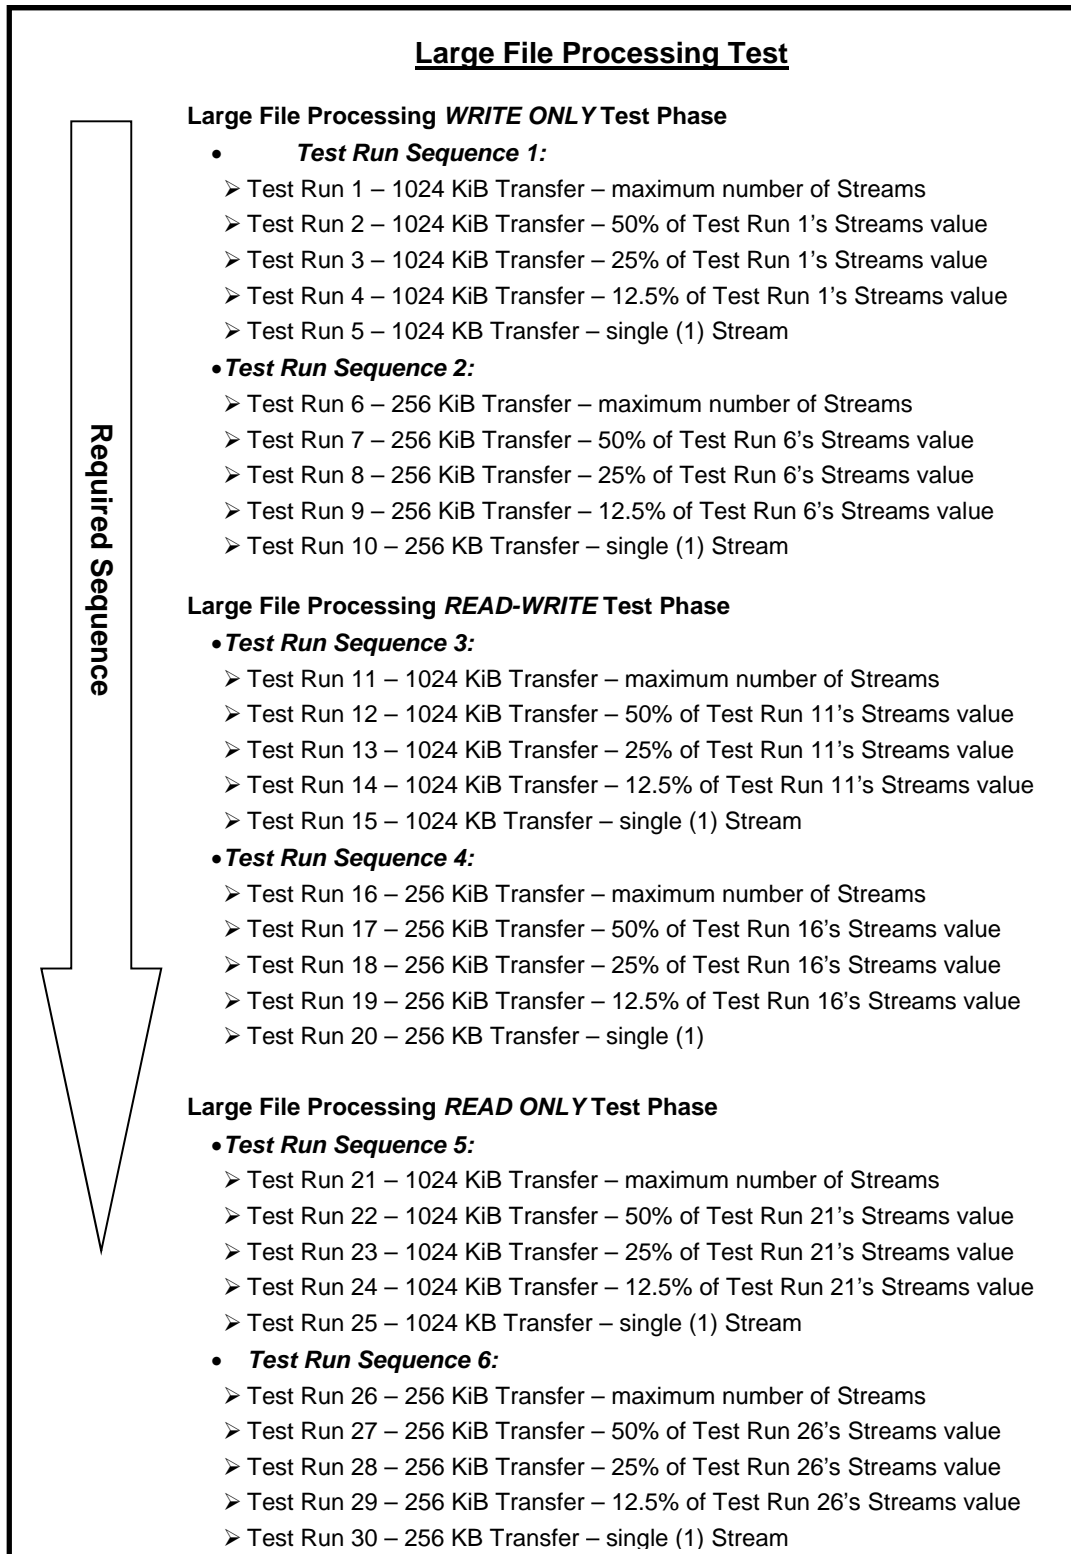 Large File Processing Test
Large File Processing WRITE ONLY Test Phase
• Test Run Sequence 1:
➢ Test Run 1 – 1024 KiB Transfer – maximum number of Streams
➢ Test Run 2 – 1024 KiB Transfer – 50% of Test Run 1’s Streams value
➢ Test Run 3 – 1024 KiB Transfer – 25% of Test Run 1’s Streams value
➢ Test Run 4 – 1024 KiB Transfer – 12.5% of Test Run 1’s Streams value
➢ Test Run 5 – 1024 KB Transfer – single (1) Stream
• Test Run Sequence 2:
➢ Test Run 6 – 256 KiB Transfer – maximum number of Streams
➢ Test Run 7 – 256 KiB Transfer – 50% of Test Run 6’s Streams value
➢ Test Run 8 – 256 KiB Transfer – 25% of Test Run 6’s Streams value
➢ Test Run 9 – 256 KiB Transfer – 12.5% of Test Run 6’s Streams value
➢ Test Run 10 – 256 KB Transfer – single (1) Stream
Required Sequence
Large File Processing READ-WRITE Test Phase
• Test Run Sequence 3:
➢ Test Run 11 – 1024 KiB Transfer – maximum number of Streams
➢ Test Run 12 – 1024 KiB Transfer – 50% of Test Run 11’s Streams value
➢ Test Run 13 – 1024 KiB Transfer – 25% of Test Run 11’s Streams value
➢ Test Run 14 – 1024 KiB Transfer – 12.5% of Test Run 11’s Streams value
➢ Test Run 15 – 1024 KB Transfer – single (1) Stream
• Test Run Sequence 4:
➢ Test Run 16 – 256 KiB Transfer – maximum number of Streams
➢ Test Run 17 – 256 KiB Transfer – 50% of Test Run 16’s Streams value
➢ Test Run 18 – 256 KiB Transfer – 25% of Test Run 16’s Streams value
➢ Test Run 19 – 256 KiB Transfer – 12.5% of Test Run 16’s Streams value
➢ Test Run 20 – 256 KB Transfer – single (1)
Large File Processing READ ONLY Test Phase
• Test Run Sequence 5:
➢ Test Run 21 – 1024 KiB Transfer – maximum number of Streams
➢ Test Run 22 – 1024 KiB Transfer – 50% of Test Run 21’s Streams value
➢ Test Run 23 – 1024 KiB Transfer – 25% of Test Run 21’s Streams value
➢ Test Run 24 – 1024 KiB Transfer – 12.5% of Test Run 21’s Streams value
➢ Test Run 25 – 1024 KB Transfer – single (1) Stream
• Test Run Sequence 6:
➢ Test Run 26 – 256 KiB Transfer – maximum number of Streams
➢ Test Run 27 – 256 KiB Transfer – 50% of Test Run 26’s Streams value
➢ Test Run 28 – 256 KiB Transfer – 25% of Test Run 26’s Streams value
➢ Test Run 29 – 256 KiB Transfer – 12.5% of Test Run 26’s Streams value
➢ Test Run 30 – 256 KB Transfer – single (1) Stream